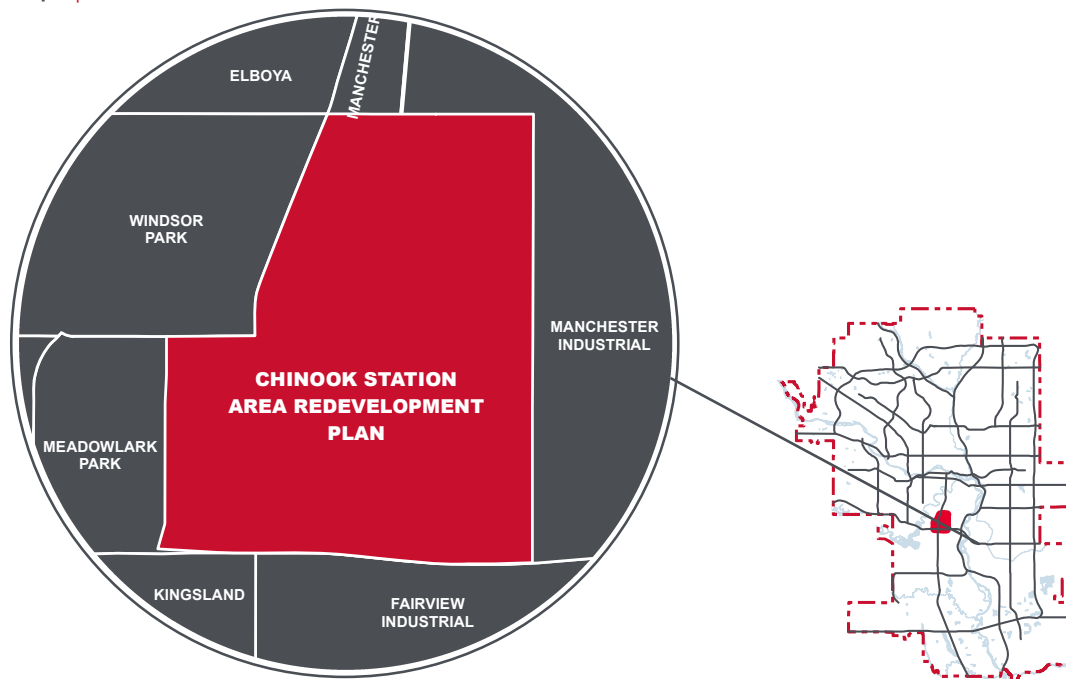 ELBOYA
MANCHESTER
WINDSOR
PARK
MANCHESTER
INDUSTRIAL
CHINOOK STATION
AREA REDEVELOPMENT
PLAN
MEADOWLARK
PARK
KINGSLAND
FAIRVIEW
INDUSTRIAL